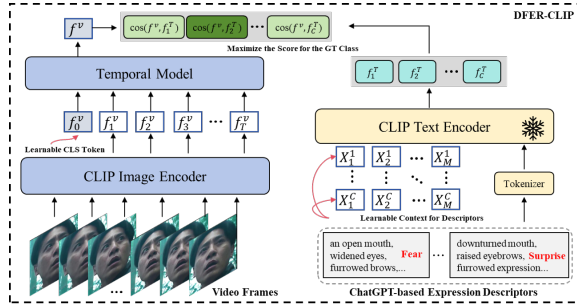 DFER-CLIP
f^v
cos(f^v, f_1^T) cos(f^v, f_2^T) ··· cos(f^v, f_C^T)
Maximize the Score for the GT Class
Temporal Model
f_0^v f_1^v f_2^v f_3^v ··· f_T^v
Learnable CLS Token
CLIP Image Encoder
...
Video Frames
f_1^T f_2^T ··· f_C^T
CLIP Text Encoder
X_1^1 X_2^1 ··· X_M^1
X_1^C X_2^C ··· X_M^C
Learnable Context for Descriptors
Tokenizer
an open mouth,
widened eyes,
furrowed brows,...
Fear
···
downturned mouth,
raised eyebrows,
furrowed expression...
Surprise
ChatGPT-based Expression Descriptors